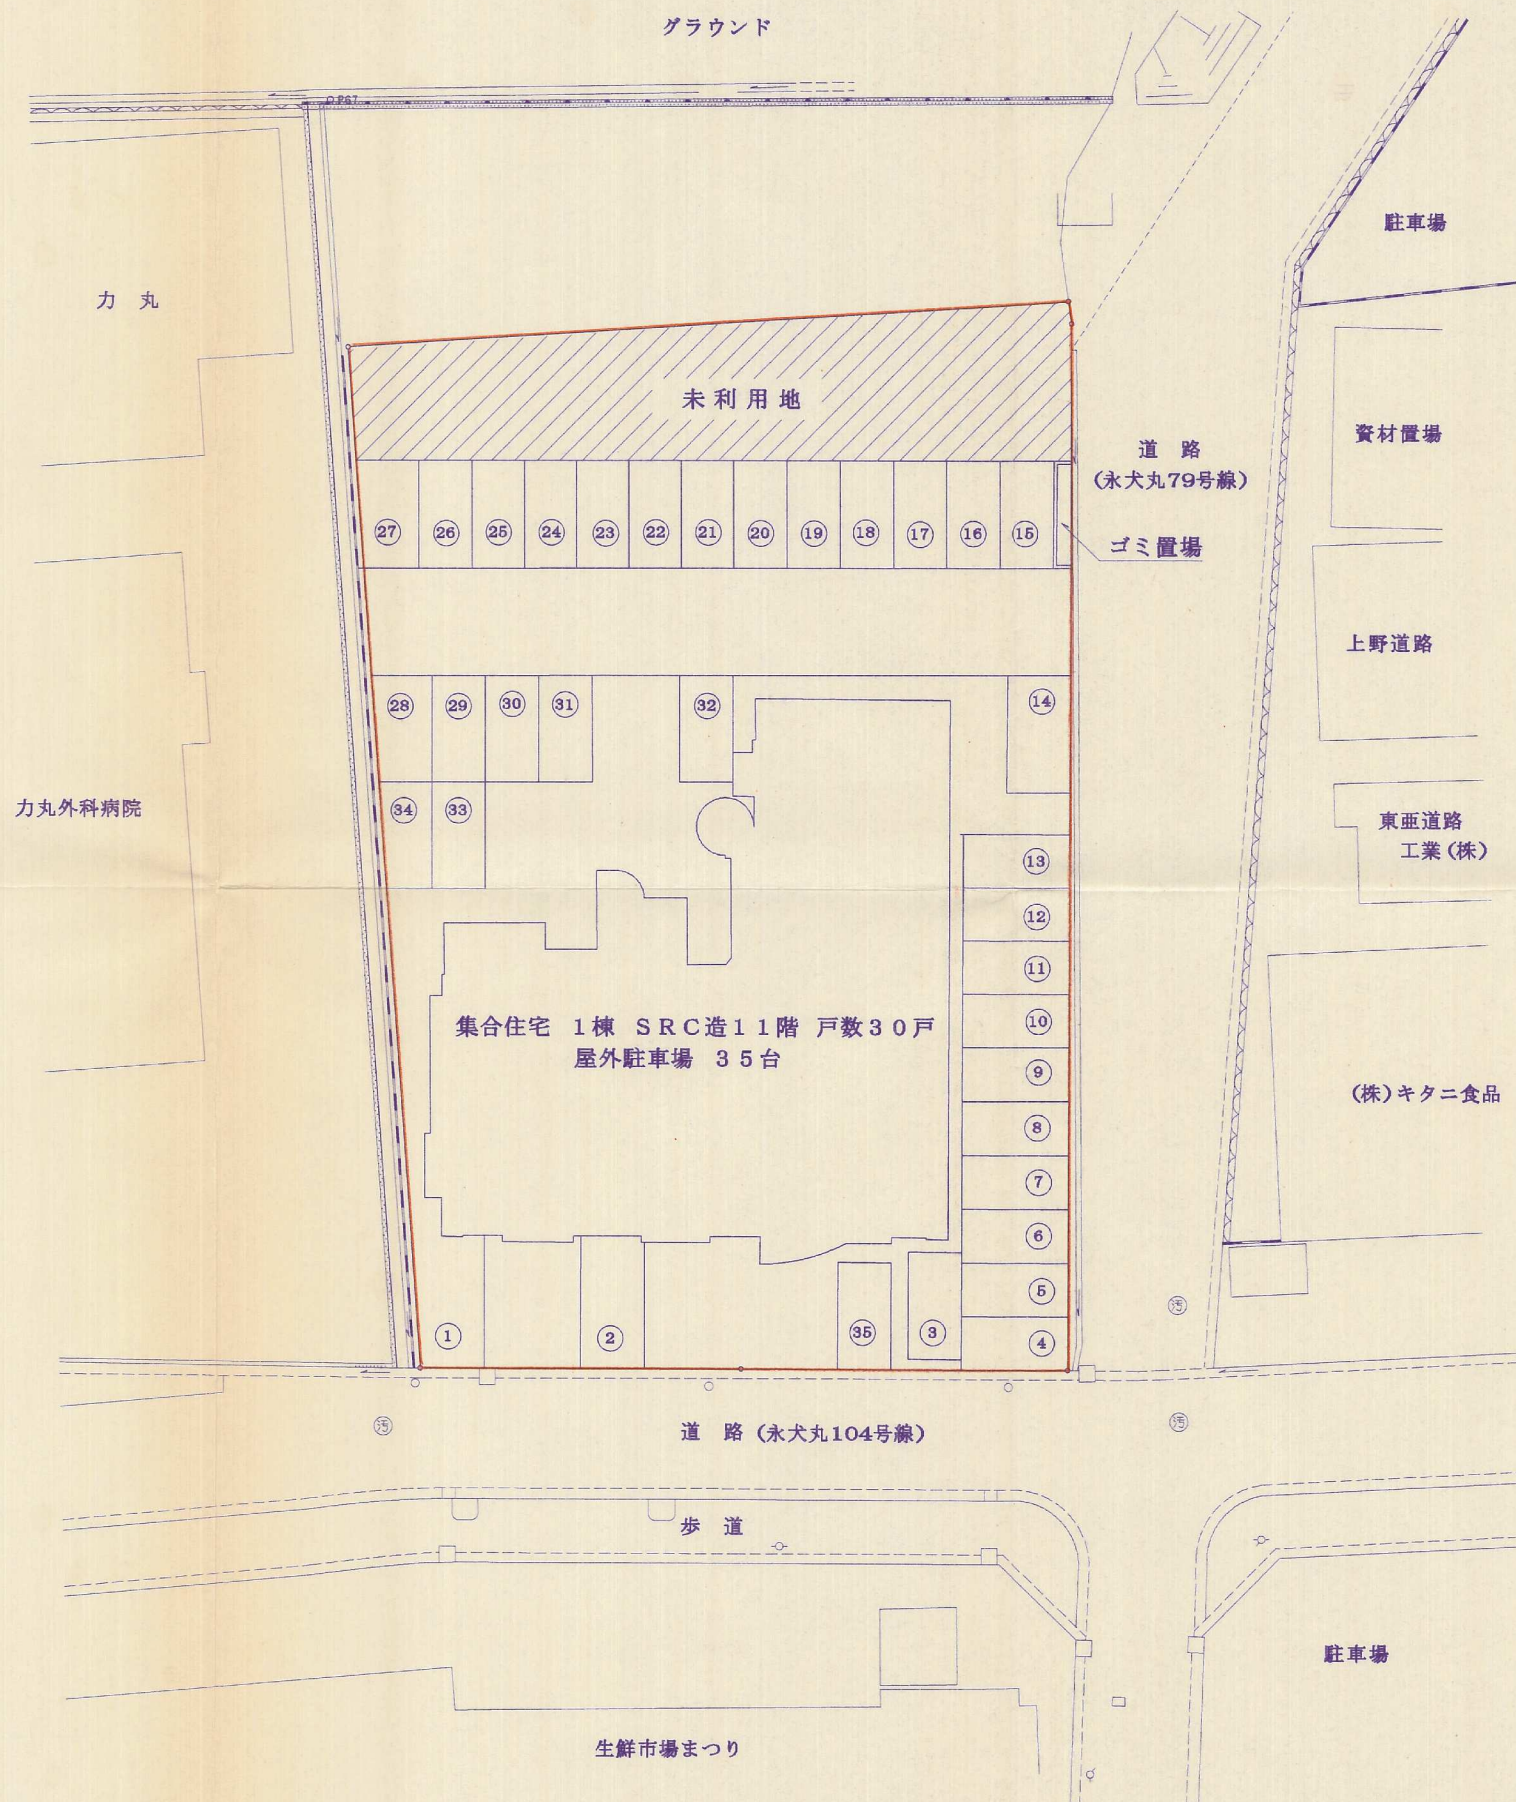 グラウンド
P67
駐車場
力 丸
未利用地
資材置場
道 路
(永犬丸79号線)
27 26 25 24 23 22 21 20 19 18 17 16 15
ゴミ置場
上野道路
28 29 30 31 32 14
34 33
力丸外科病院
東亜道路
工業(株)
13
12
11
10
集合住宅 1棟 SRC造11階 戸数30戸
屋外駐車場 35台
9
8
7
6
5
4
(株)キタニ食品
1 2 35 3
汚
汚
汚
道 路 (永犬丸104号線)
歩 道
駐車場
生鮮市場まつり